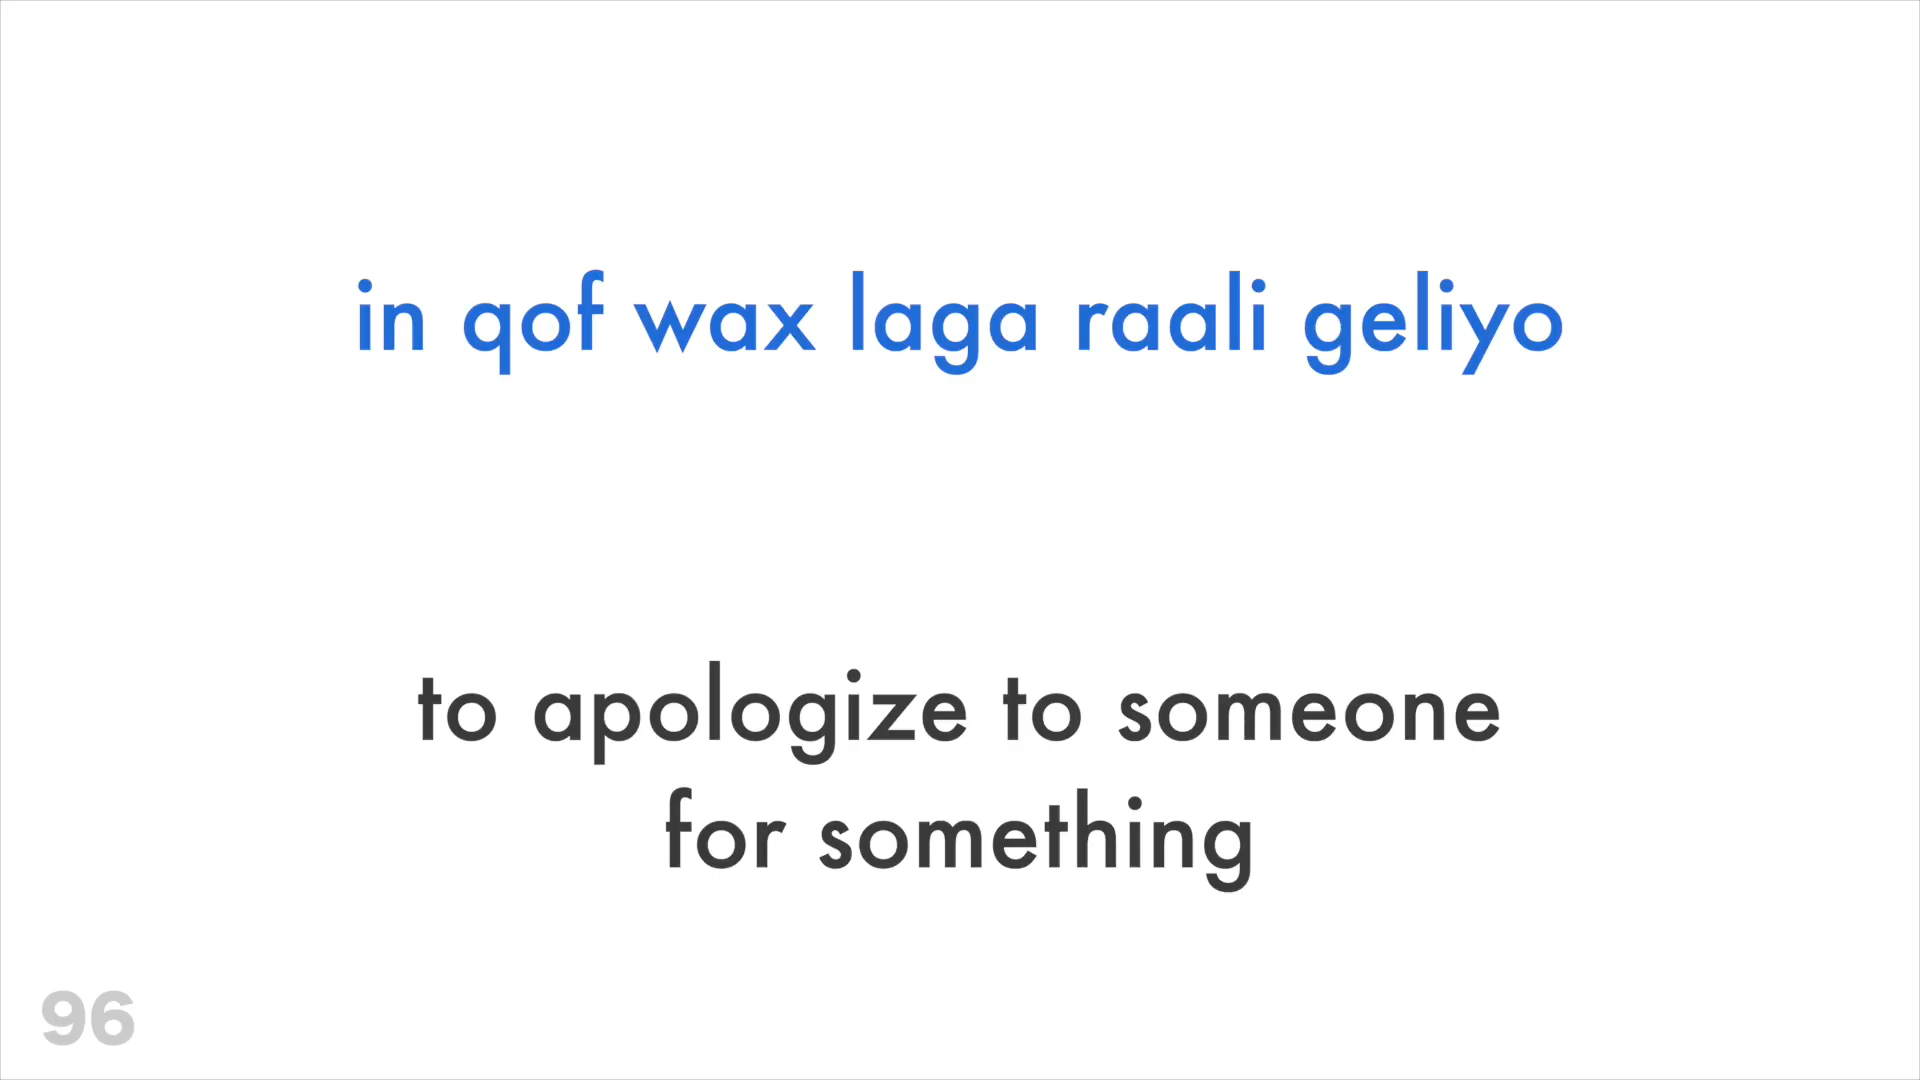 in qof wax laga raali geliyo
to apologize to someone
for something
96